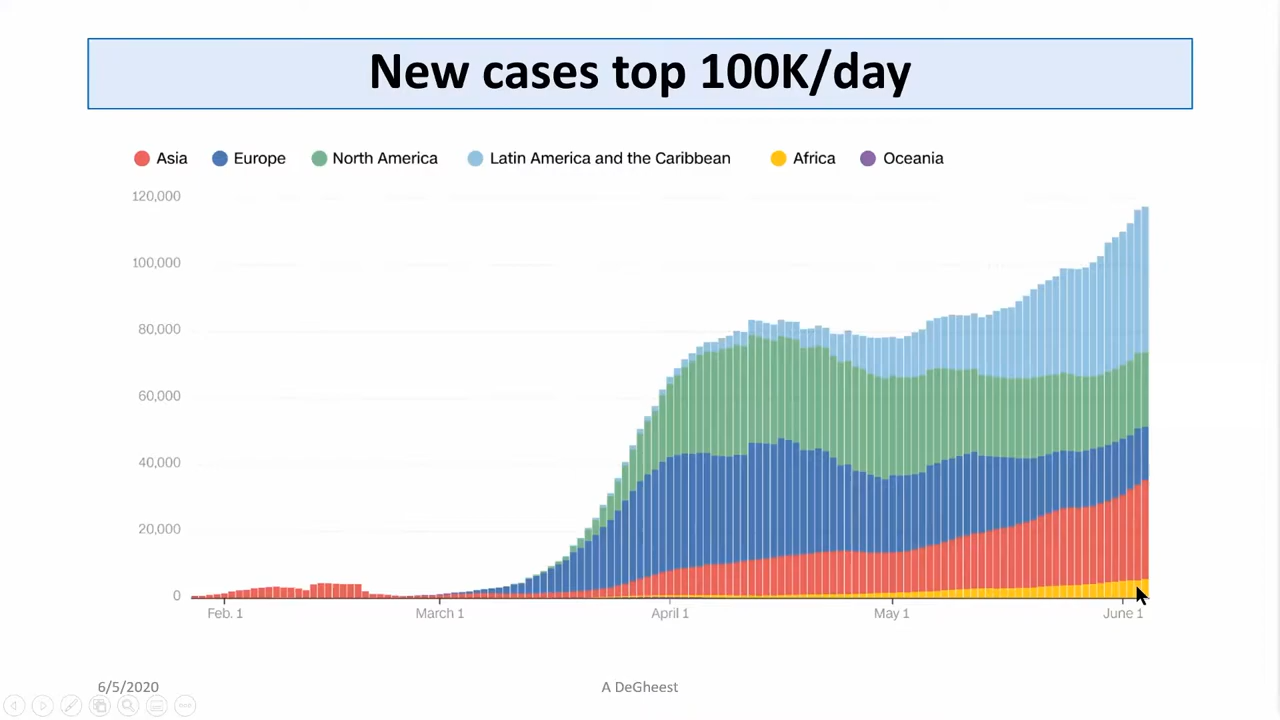 New cases top 100K/day
Asia Europe North America Latin America and the Caribbean Africa Oceania
120,000
100,000
80,000
60,000
40,000
20,000
0
Feb. 1 March 1 April 1 May 1 June 1
6/5/2020 A DeGheest